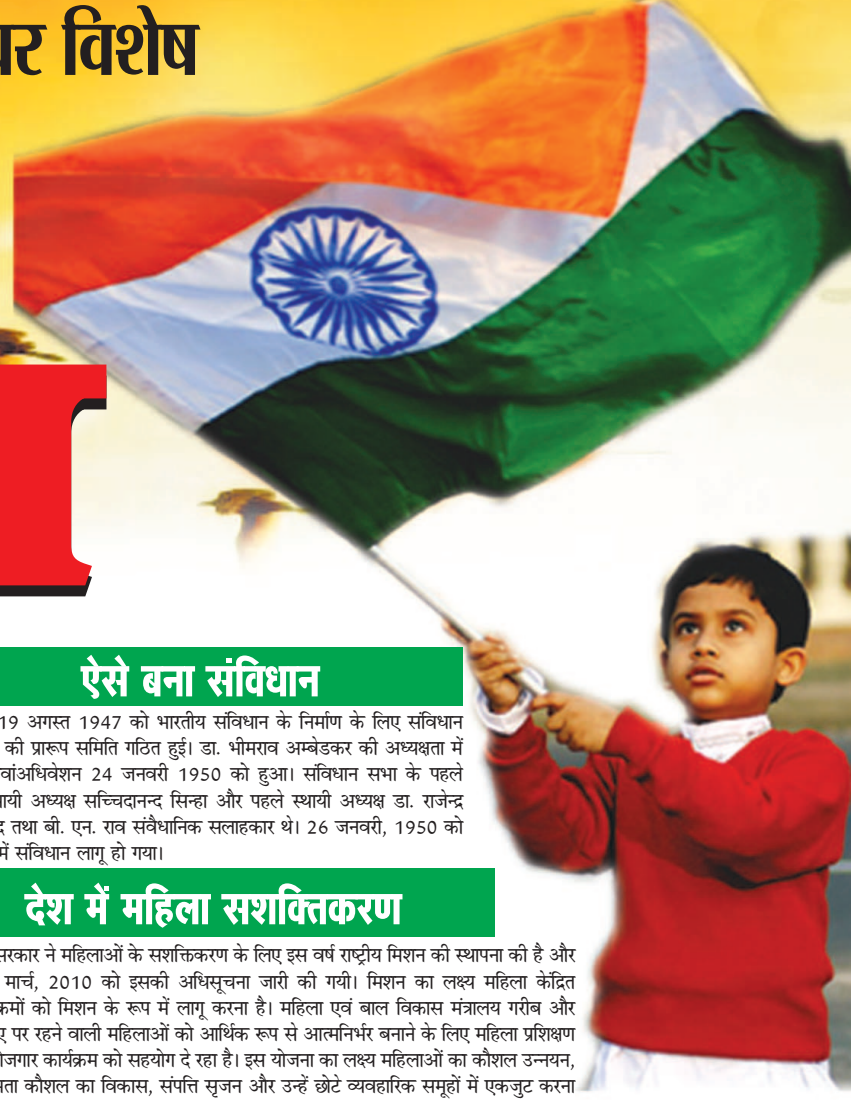 पर विशेष
ऐसे बना संविधान
19 अगस्त 1947 को भारतीय संविधान के निर्माण के लिए संविधान
की प्रारूप समिति गठित हुई। डा. भीमराव अम्बेडकर की अध्यक्षता में
24 जनवरी 1950 को हुआ। संविधान सभा के पहले
अध्यक्ष सच्चिदानन्द सिन्हा और पहले स्थायी अध्यक्ष डा. राजेन्द्र
तथा बी. एन. राव संवैधानिक सलाहकार थे। 26 जनवरी, 1950 को
में संविधान लागू हो गया।
देश में महिला सशक्तिकरण
सरकार ने महिलाओं के सशक्तिकरण के लिए इस वर्ष राष्ट्रीय मिशन की स्थापना की है और
मार्च, 2010 को इसकी अधिसूचना जारी की गयी। मिशन का लक्ष्य महिला केंद्रित
को मिशन के रूप में लागू करना है। महिला एवं बाल विकास मंत्रालय गरीब और
पर रहने वाली महिलाओं को आर्थिक रूप से आत्मनिर्भर बनाने के लिए महिला प्रशिक्षण
कार्यक्रम को सहयोग दे रहा है। इस योजना का लक्ष्य महिलाओं का कौशल उन्नयन,
कौशल का विकास, संपत्ति सृजन और उन्हें छोटे व्यवहारिक समूहों में एकजुट करना